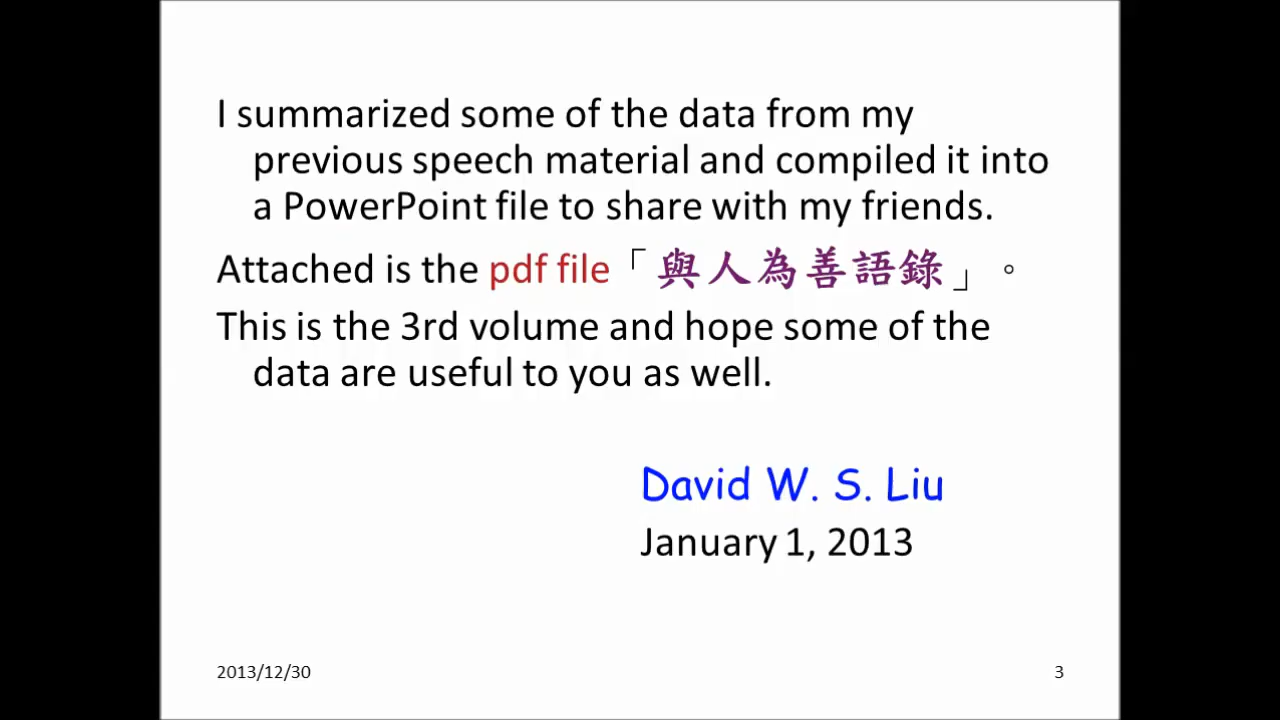 I summarized some of the data from my
previous speech material and compiled it into
a PowerPoint file to share with my friends.
Attached is the pdf file「與人為善語錄」。
This is the 3rd volume and hope some of the
data are useful to you as well.
David W. S. Liu
January 1, 2013
2013/12/30
3